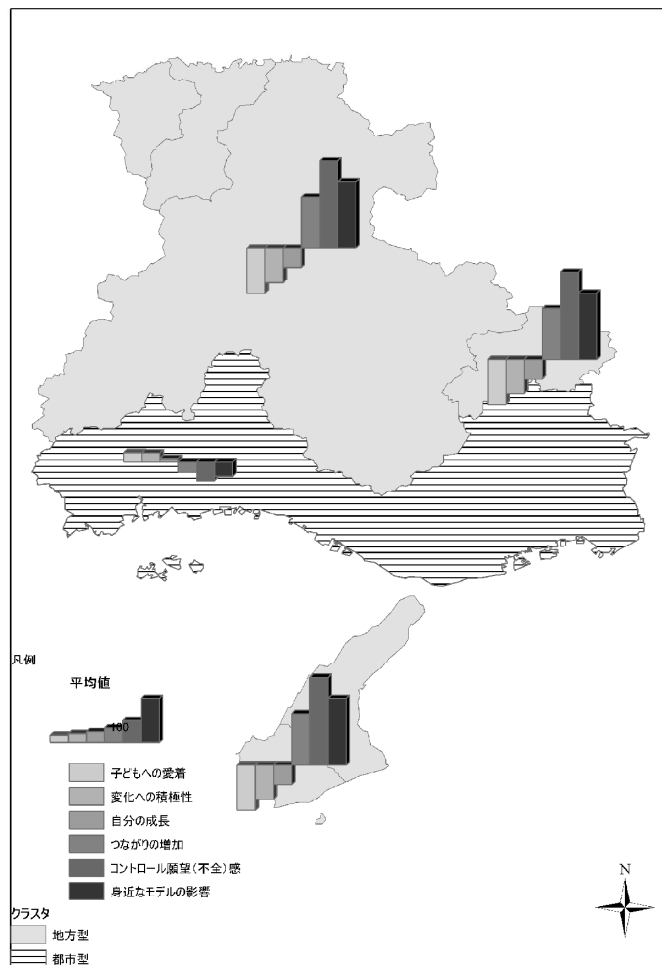 凡例
平均値
100
子どもへの愛着
変化への積極性
自分の成長
つながりの増加
コントロール願望(不全)感
身近なモデルの影響
N
クラスタ
地方型
都市型